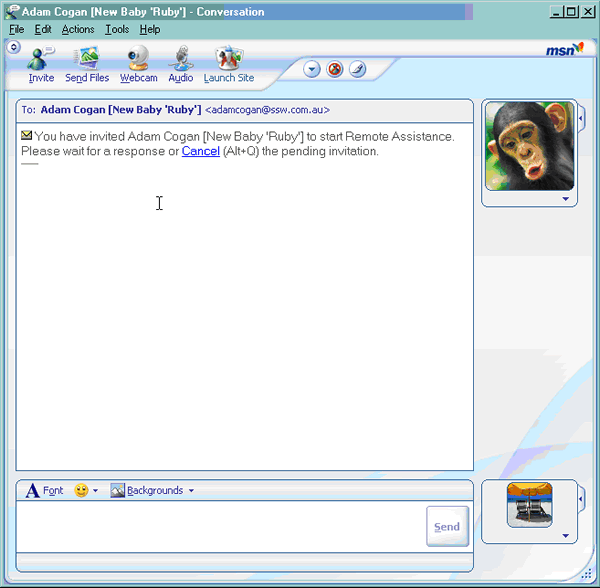 Adam Cogan [New Baby 'Ruby'] - Conversation
File Edit Actions Tools Help
msn
Invite Send Files Webcam Audio Launch Site
To: Adam Cogan [New Baby 'Ruby'] <adamcogan@ssw.com.au>
You have invited Adam Cogan [New Baby 'Ruby'] to start Remote Assistance.
Please wait for a response or Cancel (Alt+Q) the pending invitation.
A Font Backgrounds
Send